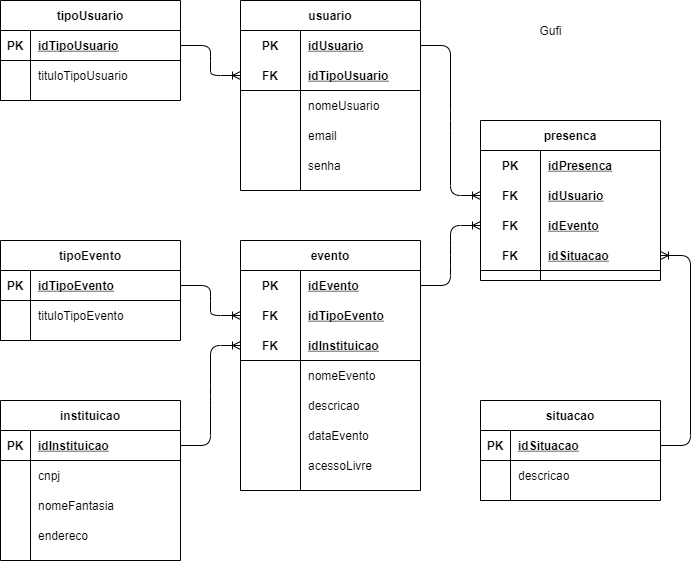 tipoUsuario
PK idTipoUsuario
tituloTipoUsuario
usuario
PK idUsuario
FK idTipoUsuario
nomeUsuario
email
senha
Gufi
presenca
PK idPresenca
FK idUsuario
FK idEvento
FK idSituacao
tipoEvento
PK idTipoEvento
tituloTipoEvento
evento
PK idEvento
FK idTipoEvento
FK idInstituicao
nomeEvento
descricao
dataEvento
acessoLivre
instituicao
PK idInstituicao
cnpj
nomeFantasia
endereco
situacao
PK idSituacao
descricao